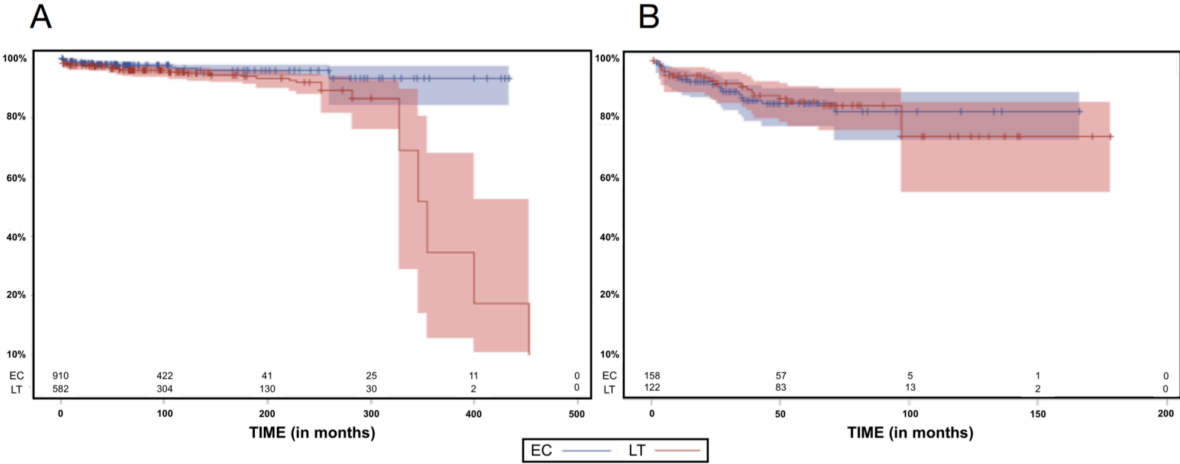 A
B
100%
80%
60%
40%
20%
10%
EC 910 422 41 25 11 0
LT 582 304 130 30 2 0
0 100 200 300 400 500
TIME (in months)
100%
80%
60%
40%
20%
10%
EC 158 57 5 1 0
LT 122 83 13 2 0
0 50 100 150 200
TIME (in months)
EC LT